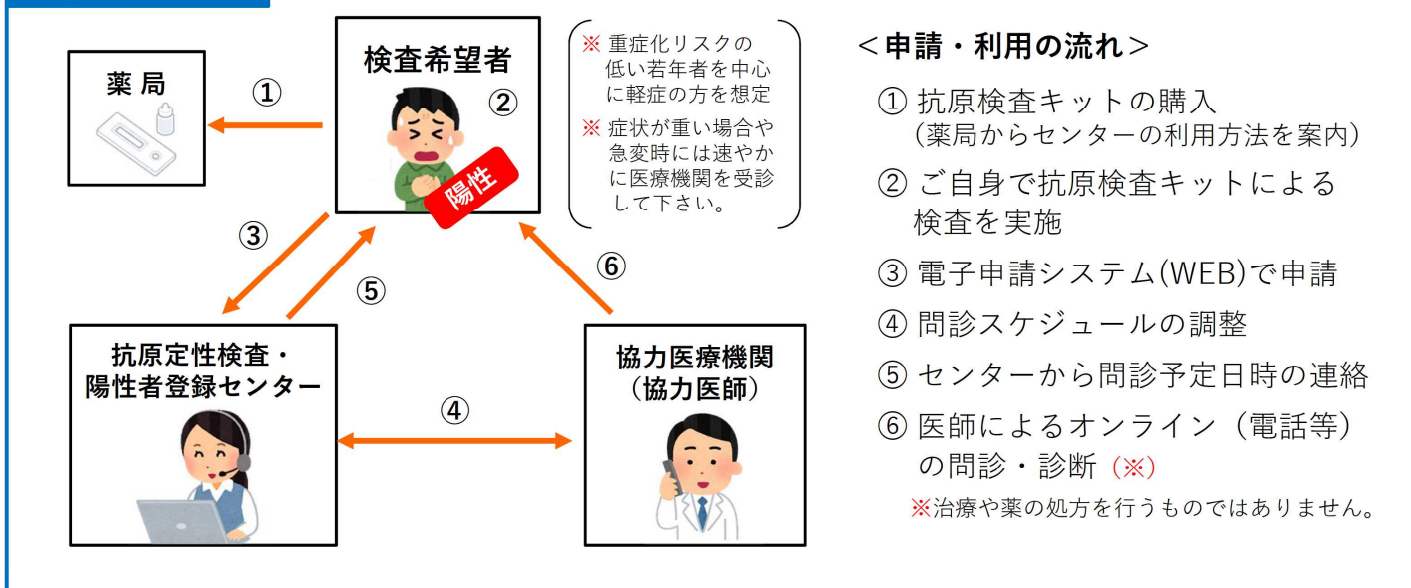 薬 局
①
検査希望者
②
陽性
※ 重症化リスクの
低い若年者を中心
に軽症の方を想定
※ 症状が重い場合や
急変時には速やか
に医療機関を受診
して下さい。
③
⑤
⑥
抗原定性検査・
陽性者登録センター
④
協力医療機関
（協力医師）
＜申請・利用の流れ＞
① 抗原検査キットの購入
（薬局からセンターの利用方法を案内）
② ご自身で抗原検査キットによる
検査を実施
③ 電子申請システム(WEB)で申請
④ 問診スケジュールの調整
⑤ センターから問診予定日時の連絡
⑥ 医師によるオンライン（電話等）
の問診・診断（※）
※治療や薬の処方を行うものではありません。